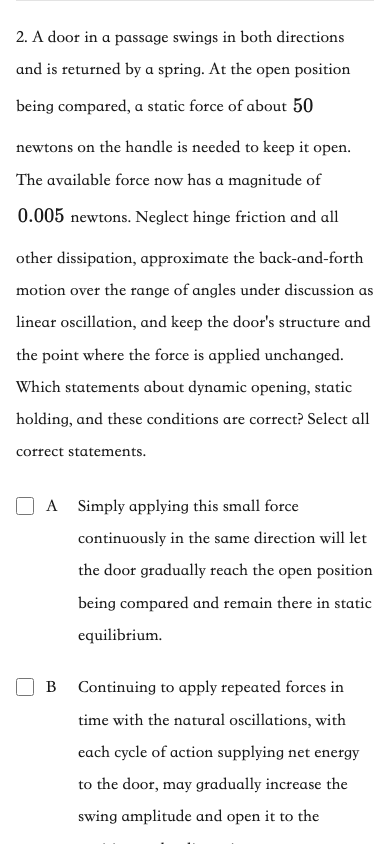 2. A door in a passage swings in both directions
and is returned by a spring. At the open position
being compared, a static force of about 50
newtons on the handle is needed to keep it open.
The available force now has a magnitude of
0.005 newtons. Neglect hinge friction and all
other dissipation, approximate the back-and-forth
motion over the range of angles under discussion as
linear oscillation, and keep the door's structure and
the point where the force is applied unchanged.
Which statements about dynamic opening, static
holding, and these conditions are correct? Select all
correct statements.
A Simply applying this small force
continuously in the same direction will let
the door gradually reach the open position
being compared and remain there in static
equilibrium.
B Continuing to apply repeated forces in
time with the natural oscillations, with
each cycle of action supplying net energy
to the door, may gradually increase the
swing amplitude and open it to the